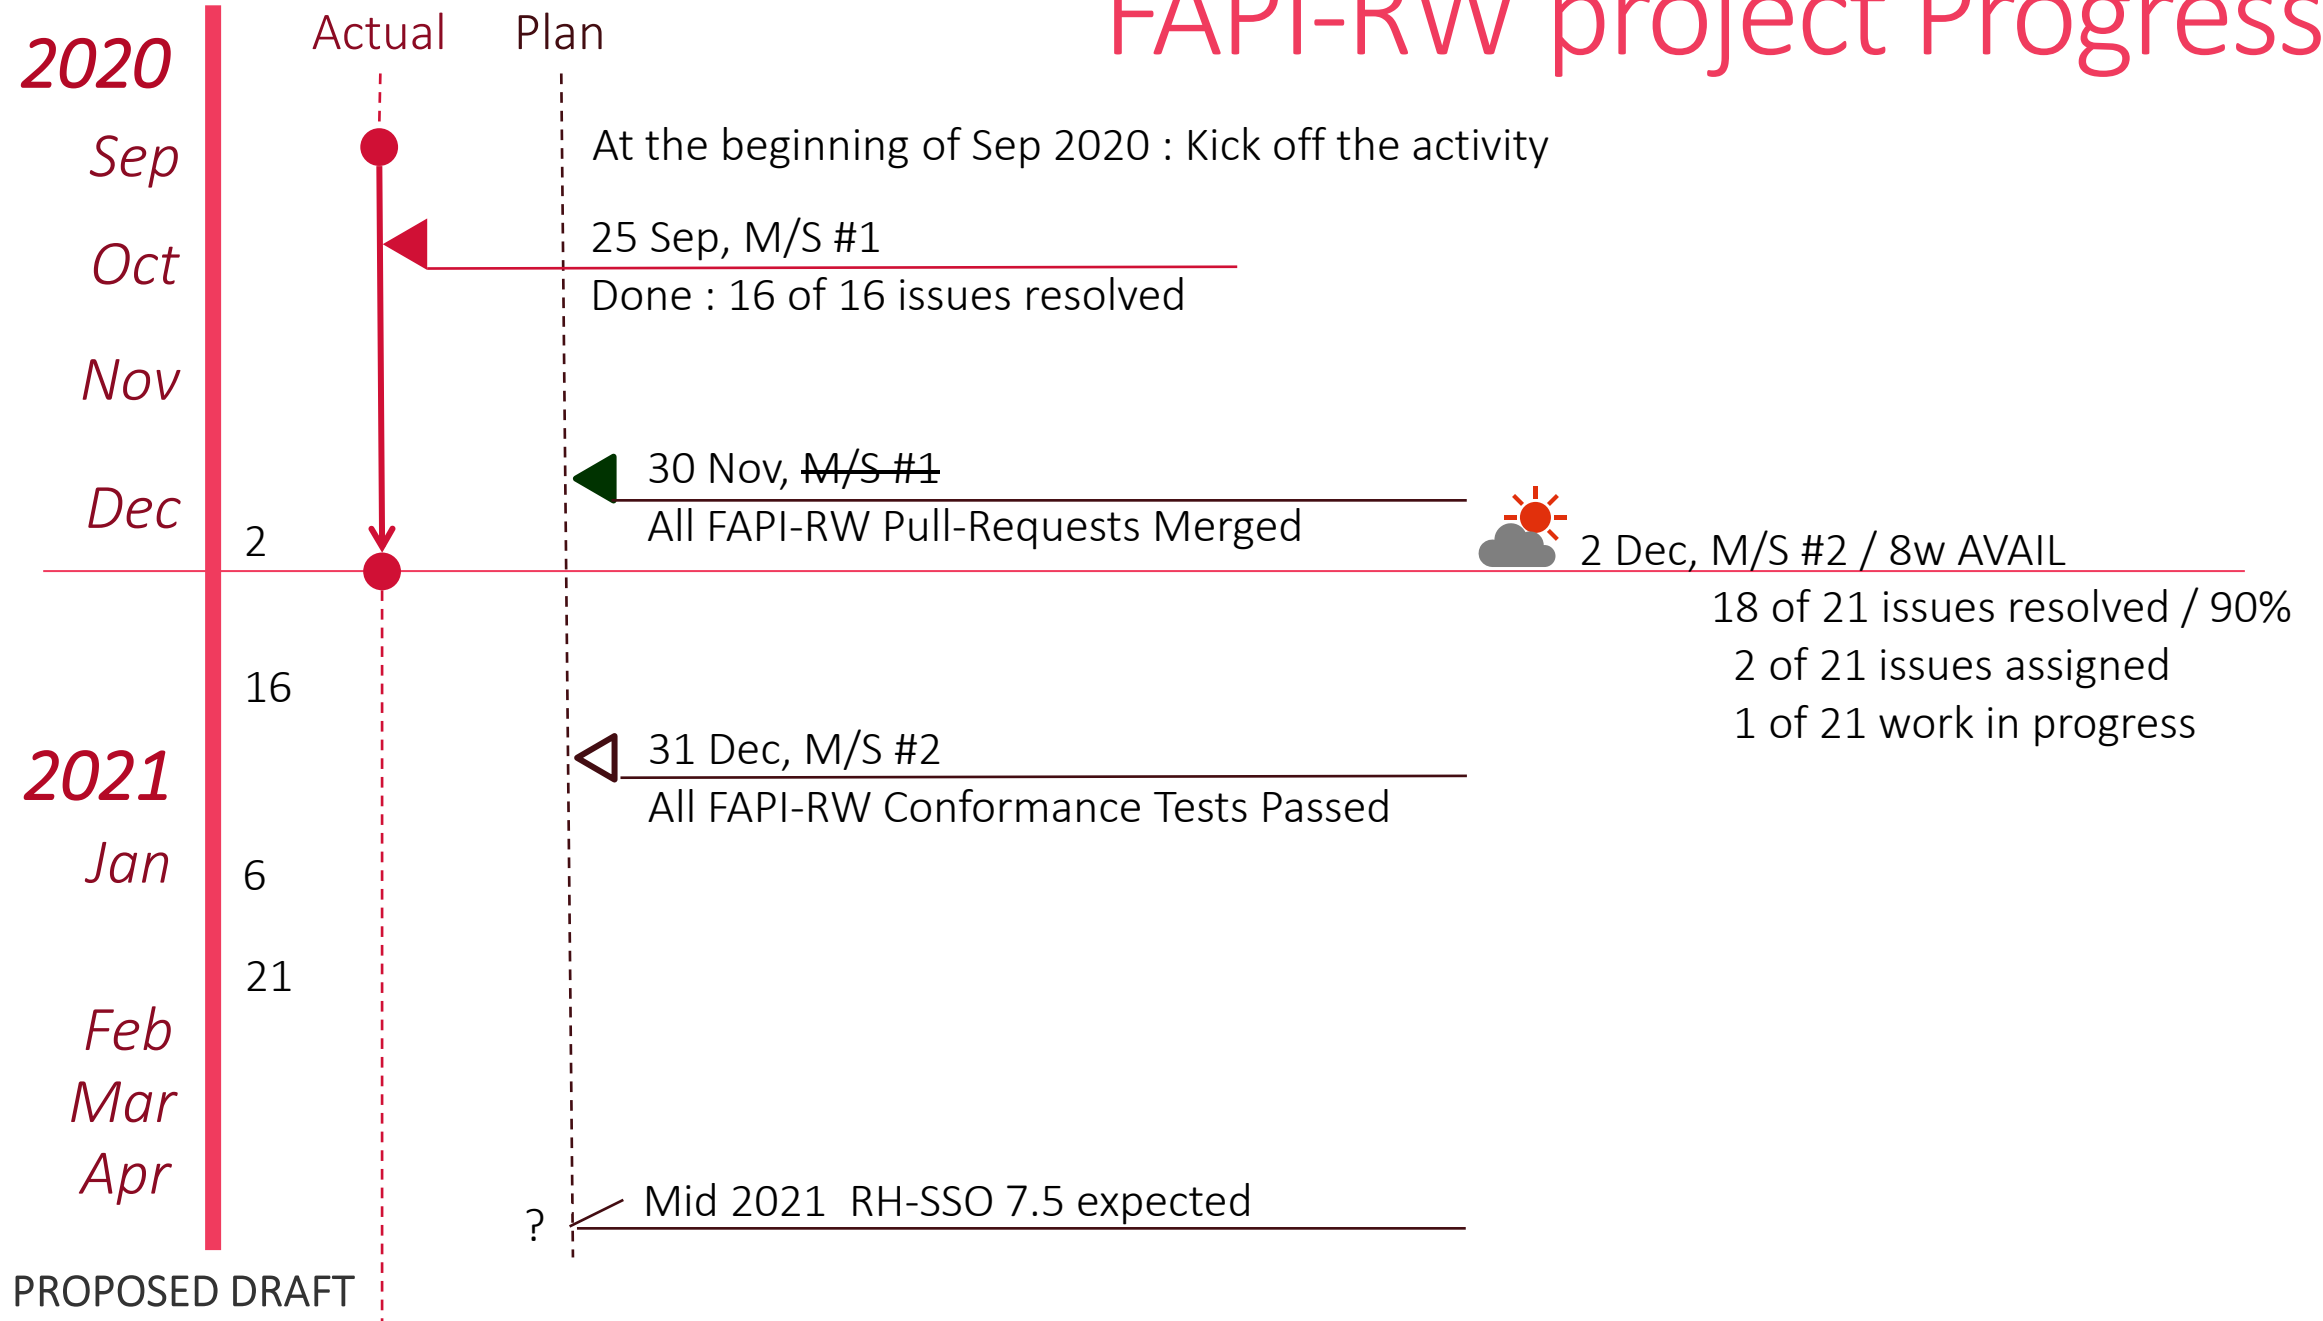 FAPI-RW project Progress
Actual Plan
2020
Sep
At the beginning of Sep 2020 : Kick off the activity
25 Sep, M/S #1
Oct
Done : 16 of 16 issues resolved
Nov
30 Nov, M/S #1
Dec
All FAPI-RW Pull-Requests Merged
2
2 Dec, M/S #2 / 8w AVAIL
18 of 21 issues resolved / 90%
2 of 21 issues assigned
1 of 21 work in progress
16
31 Dec, M/S #2
2021
All FAPI-RW Conformance Tests Passed
Jan
6
21
Feb
Mar
Apr
Mid 2021 RH-SSO 7.5 expected
?
PROPOSED DRAFT